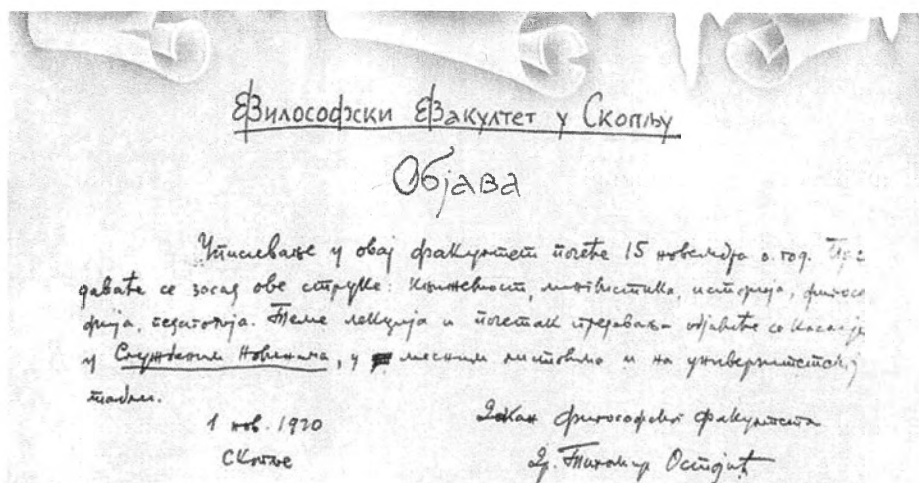 Философски Факултет у Скопљу
Објава
Уписивање у овај факултет почеће 15 новембра о. год. Пре
даваће се засад ове струке: књижевност, лингвистика, историја, филосо
фија, педагогија. Теме лекција и почетак предавања објавиће се касније
у Службеним Новинама, у месним листовима и на универзитетској
табли.
1 нов. 1920
Скопље
Декан филозофског факултета
Др. Тихомир Остојић